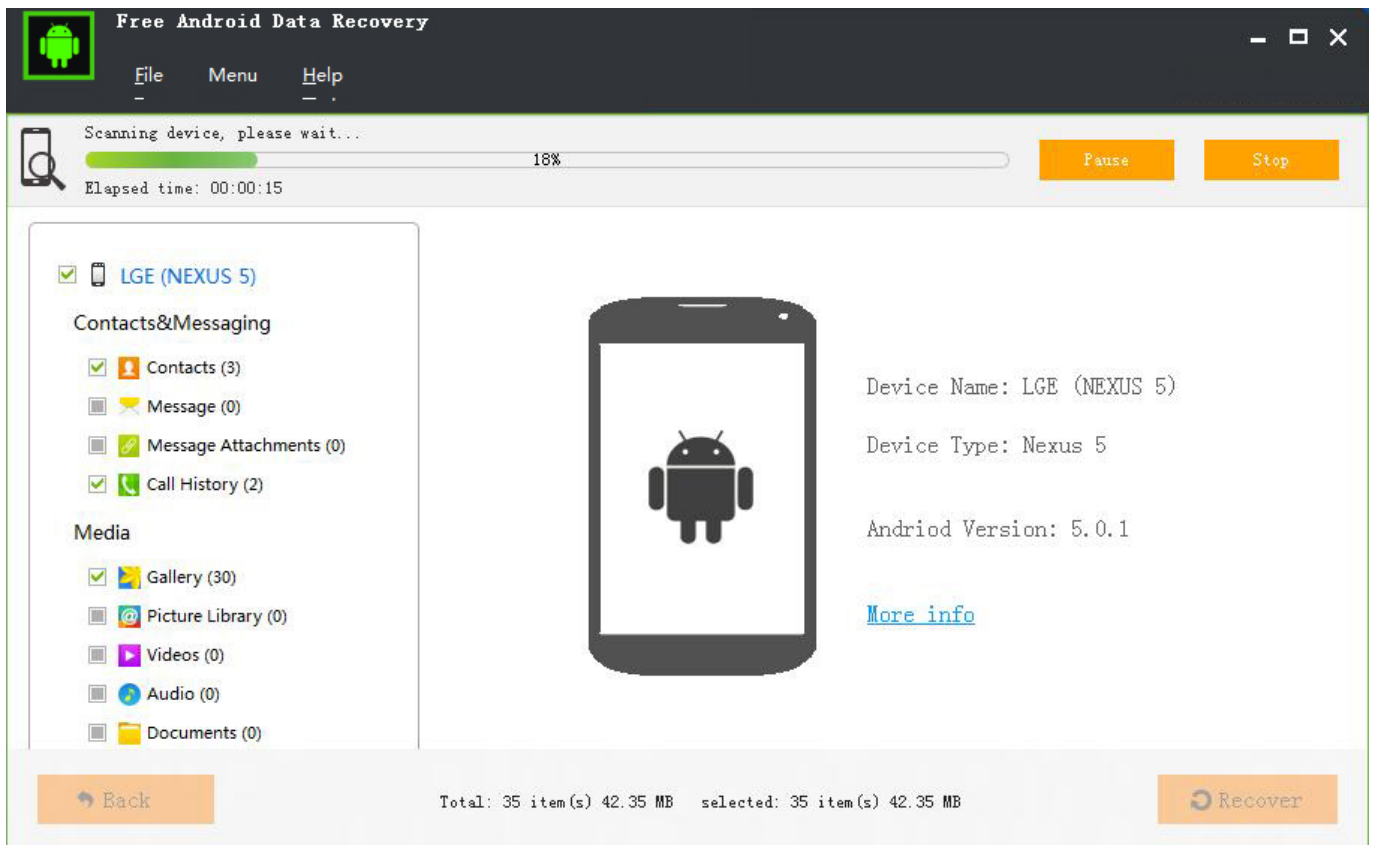 Free Android Data Recovery
File Menu Help
Scanning device, please wait...
18%
Elapsed time: 00:00:15
Pause Stop
LGE (NEXUS 5)
Contacts&Messaging
Contacts (3)
Message (0)
Message Attachments (0)
Call History (2)
Media
Gallery (30)
Picture Library (0)
Videos (0)
Audio (0)
Documents (0)
Device Name: LGE (NEXUS 5)
Device Type: Nexus 5
Andriod Version: 5.0.1
More info
Back
Total: 35 item(s) 42.35 MB selected: 35 item(s) 42.35 MB
Recover